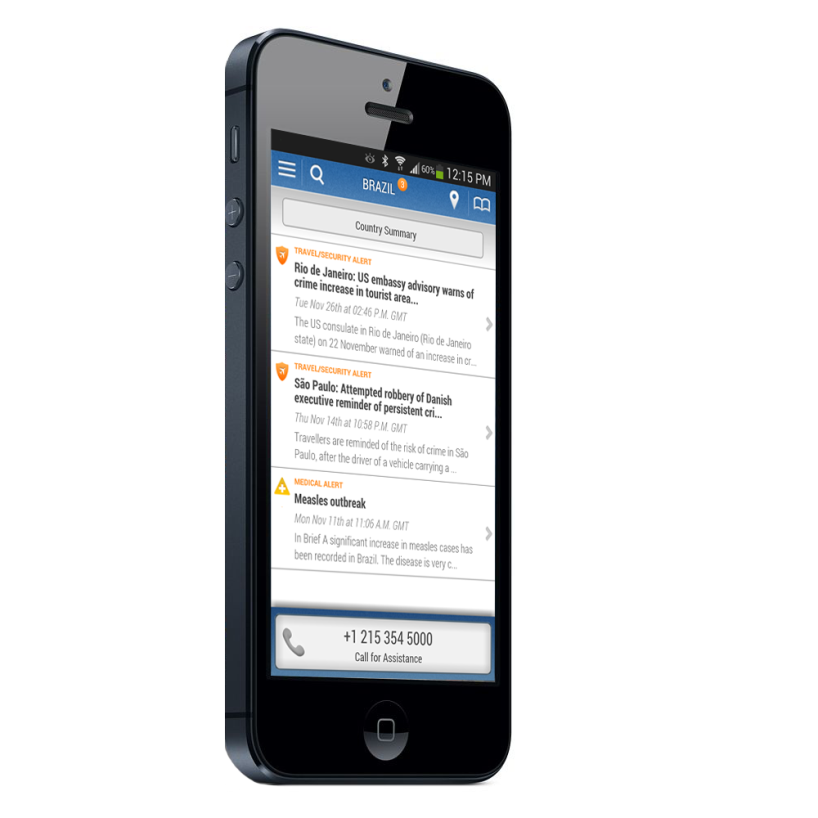 60% 12:15 PM
BRAZIL 3
Country Summary
TRAVEL/SECURITY ALERT
Rio de Janeiro: US embassy advisory warns of
crime increase in tourist area...
Tue Nov 26th at 02:46 P.M. GMT
The US consulate in Rio de Janeiro (Rio de Janeiro
state) on 22 November warned of an increase in cr...
TRAVEL/SECURITY ALERT
São Paulo: Attempted robbery of Danish
executive reminder of persistent cri...
Thu Nov 14th at 10:58 P.M. GMT
Travellers are reminded of the risk of crime in São
Paulo, after the driver of a vehicle carrying a ...
MEDICAL ALERT
Measles outbreak
Mon Nov 11th at 11:06 A.M. GMT
In Brief A significant increase in measles cases has
been recorded in Brazil. The disease is very c...
+1 215 354 5000
Call for Assistance